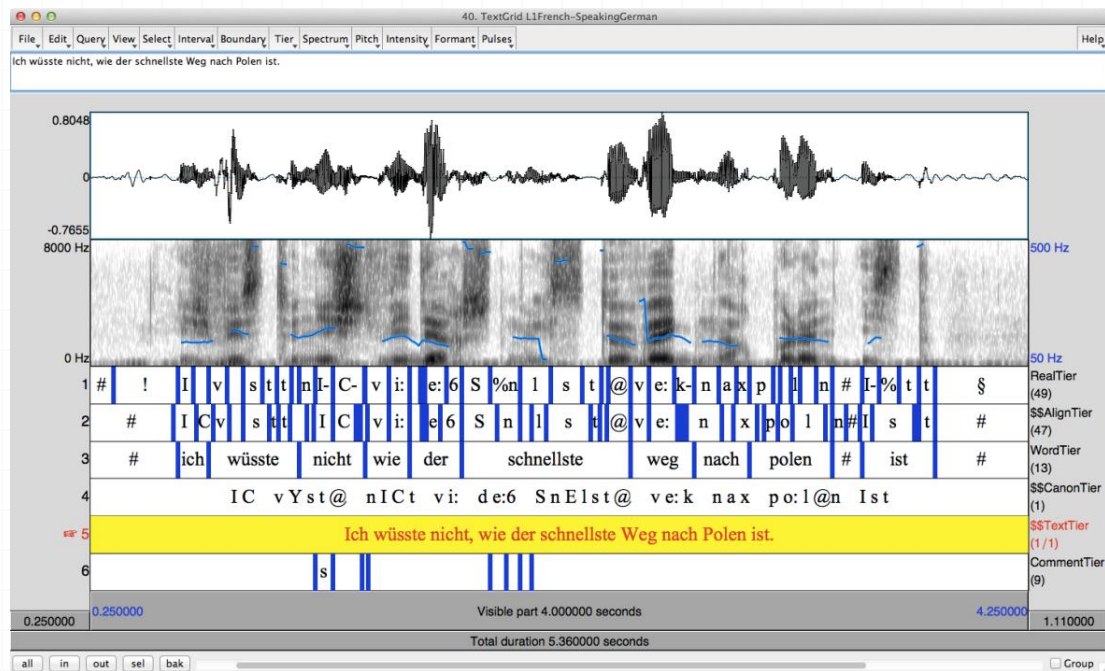 40. TextGrid L1French-SpeakingGerman
File Edit Query View Select Interval Boundary Tier Spectrum Pitch Intensity Formant Pulses Help
Ich wüsste nicht, wie der schnellste Weg nach Polen ist.
0.8048
0
-0.7655
8000 Hz 500 Hz
0 Hz 50 Hz
1 # ! I v s t t n I- C- v i: e: 6 S %n l s t @ v e: k- n a x p l n # I- % t t § RealTier (49)
2 # I C v s t t I C v i: e 6 S n l s t @ v e: n x p o l n # I s t # $$AlignTier (47)
3 # ich wüsste nicht wie der schnellste weg nach polen # ist # WordTier (13)
4 IC vYst@ nICt vi: de:6 SnElst@ ve:k nax po:l@n Ist $$CanonTier (1)
☞ 5 Ich wüsste nicht, wie der schnellste Weg nach Polen ist. $$TextTier (1/1)
6 s CommentTier (9)
0.250000 0.250000 Visible part 4.000000 seconds 4.250000 1.110000
Total duration 5.360000 seconds
all in out sel bak Group